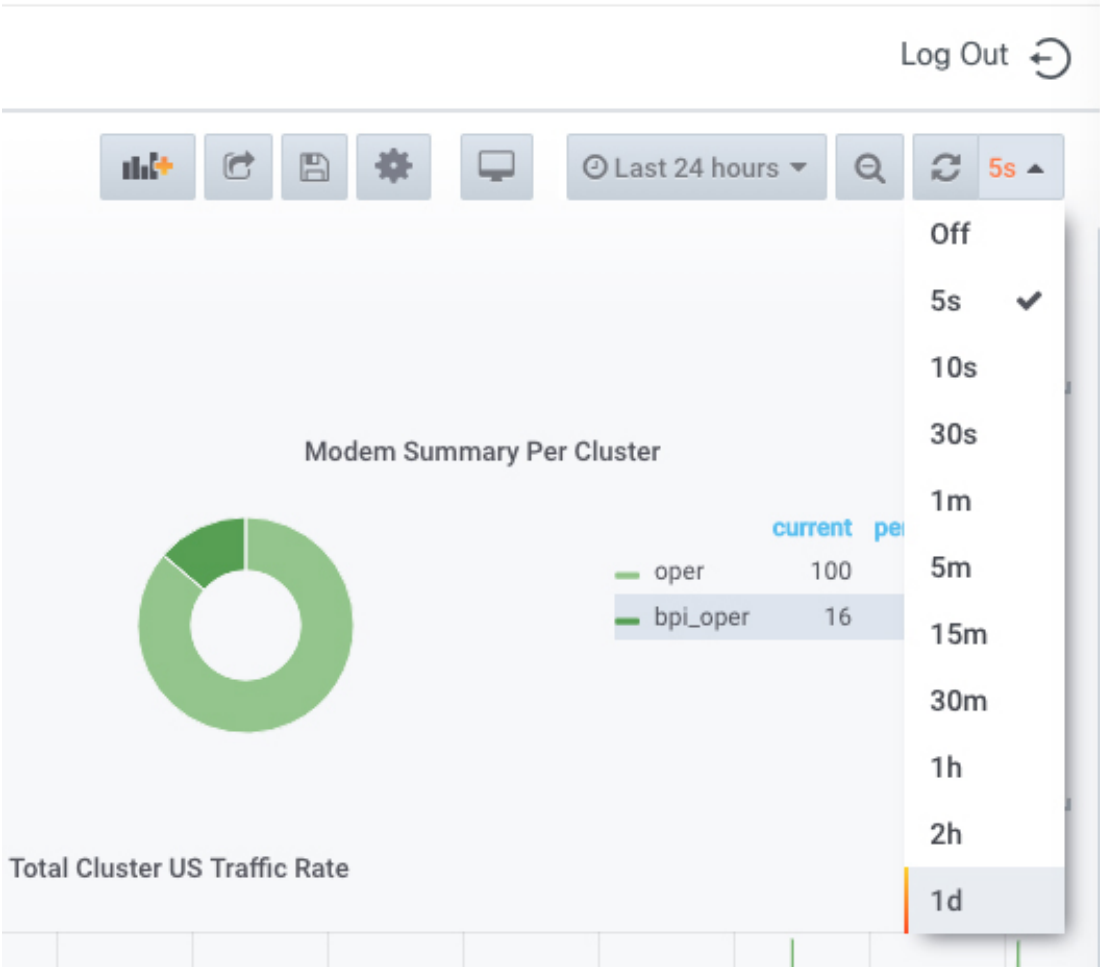 Log Out
Last 24 hours
5s
Off
5s
10s
30s
1m
5m
15m
30m
1h
2h
1d
Modem Summary Per Cluster
current
oper 100
bpi_oper 16
Total Cluster US Traffic Rate